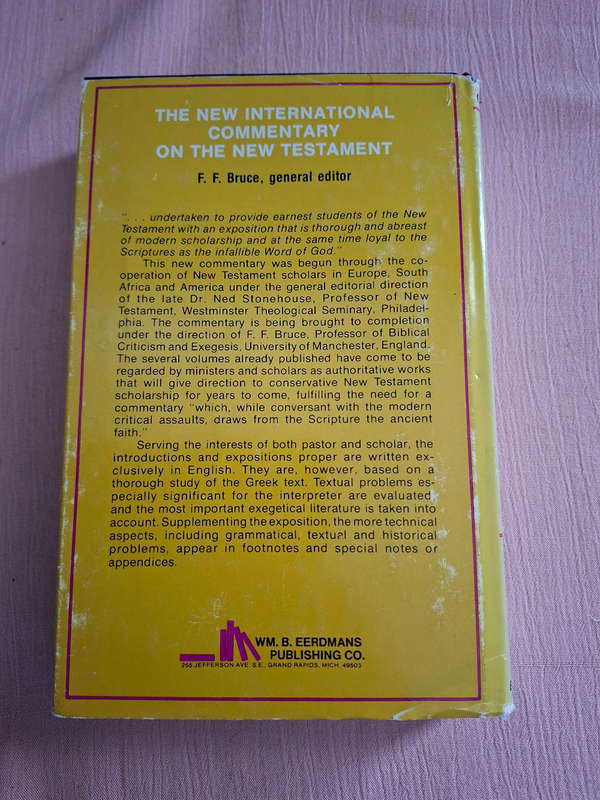 THE NEW INTERNATIONAL
COMMENTARY
ON THE NEW TESTAMENT
F. F. Bruce, general editor
". . . undertaken to provide earnest students of the New
Testament with an exposition that is thorough and abreast
of modern scholarship and at the same time loyal to the
Scriptures as the infallible Word of God."
This new commentary was begun through the co-
operation of New Testament scholars in Europe, South
Africa and America under the general editorial direction
of the late Dr. Ned Stonehouse, Professor of New
Testament, Westminster Theological Seminary, Philadel-
phia. The commentary is being brought to completion
under the direction of F. F. Bruce, Professor of Biblical
Criticism and Exegesis, University of Manchester, England.
The several volumes already published have come to be
regarded by ministers and scholars as authoritative works
that will give direction to conservative New Testament
scholarship for years to come, fulfilling the need for a
commentary "which, while conversant with the modern
critical assaults, draws from the Scripture the ancient
faith."
Serving the interests of both pastor and scholar, the
introductions and expositions proper are written ex-
clusively in English. They are, however, based on a
thorough study of the Greek text. Textual problems es-
pecially significant for the interpreter are evaluated
and the most important exegetical literature is taken into
account. Supplementing the exposition, the more technical
aspects, including grammatical, textual and historical
problems, appear in footnotes and special notes or
appendices.
WM. B. EERDMANS
PUBLISHING CO.
255 JEFFERSON AVE. S.E., GRAND RAPIDS, MICH. 49503